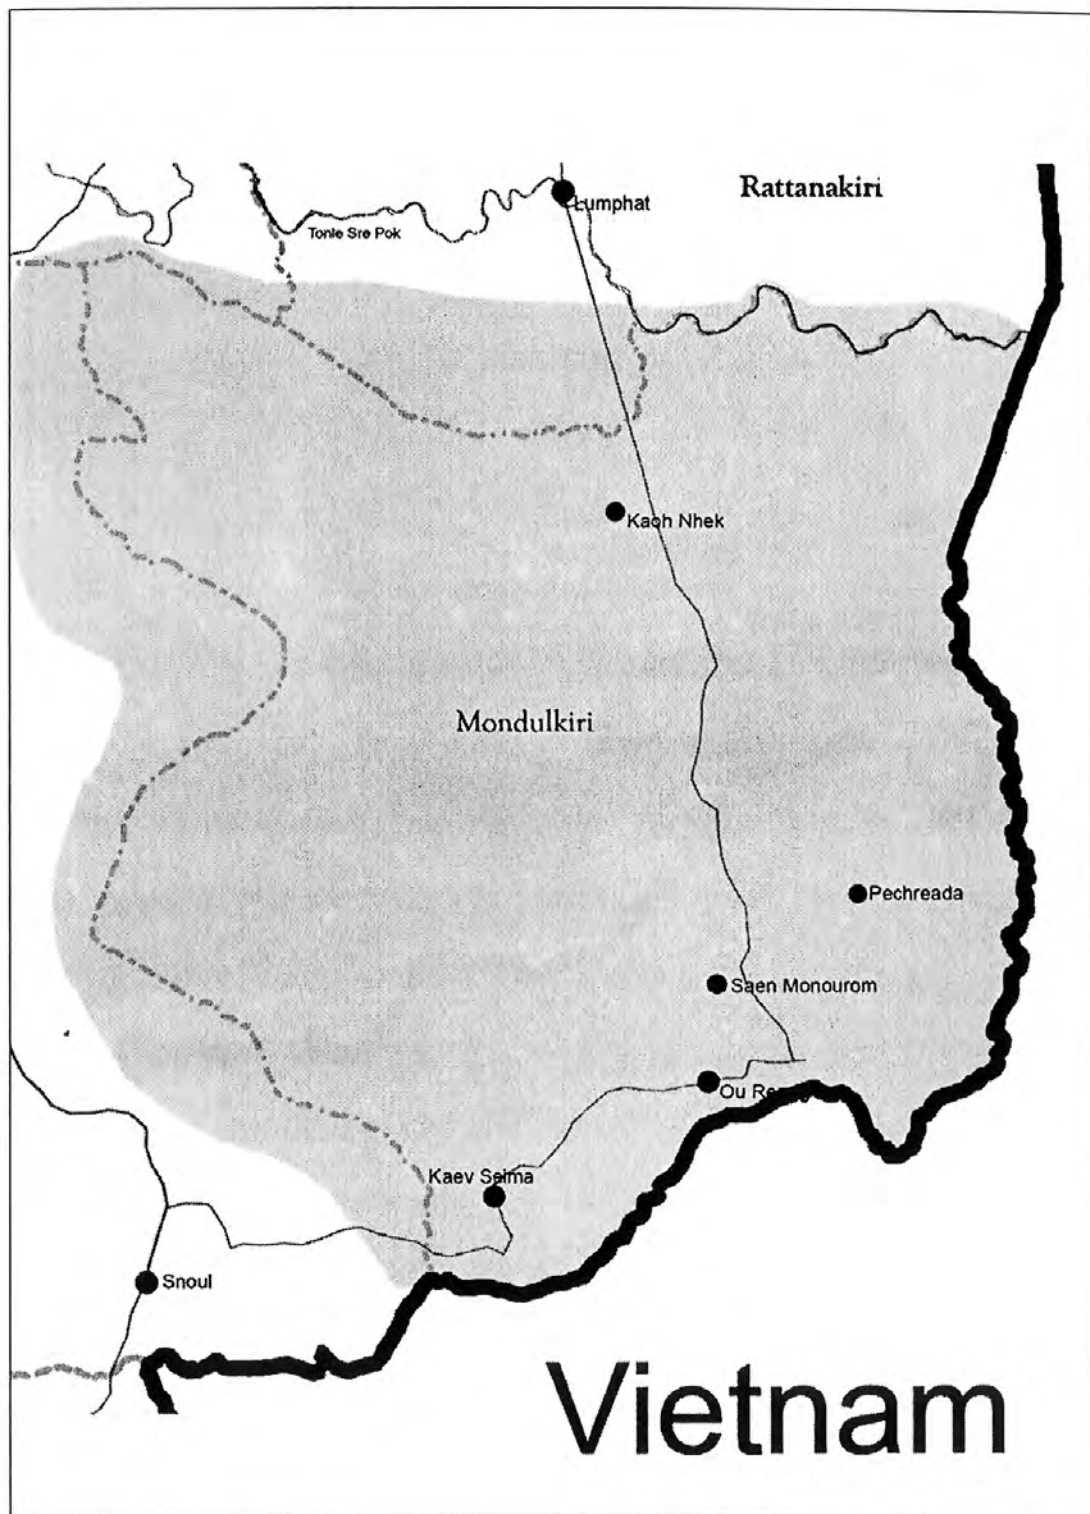 Rattanakiri
Lumphat
Tonle Sre Pok
Kaoh Nhek
Mondulkiri
Pechreada
Saen Monourom
Ou
Kaev Seima
Snoul
Vietnam